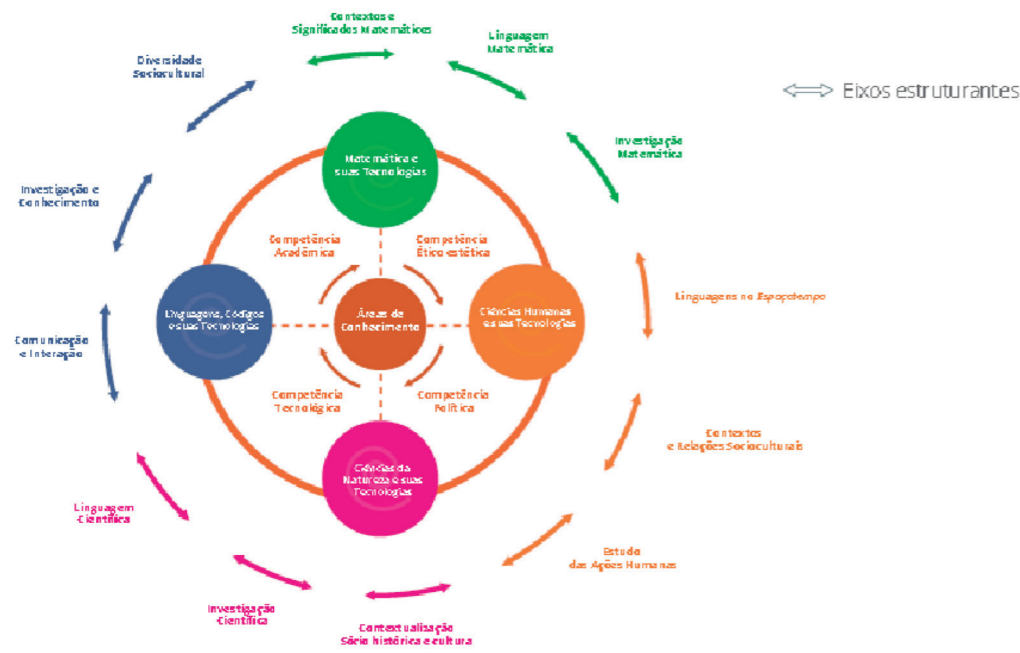 Contextos e
Significados Matemáticos
Linguagem
Matemática
Diversidade
Sociocultural
Eixos estruturantes
Investigação
Matemática
Matemática e
suas Tecnologias
Investigação e
Conhecimento
Competência
Acadêmica
Competência
Ético-estética
Linguagens no Espaçotempo
Linguagens, Códigos
e suas Tecnologias
Áreas de
Conhecimento
Ciências Humanas
e suas Tecnologias
Comunicação
e Interação
Competência
Tecnológica
Competência
Política
Contextos
e Relações Socioculturais
Ciências da
Natureza e suas
Tecnologias
Linguagem
Científica
Estudo
das Ações Humanas
Investigação
Científica
Contextualização
Sócio histórica e cultura